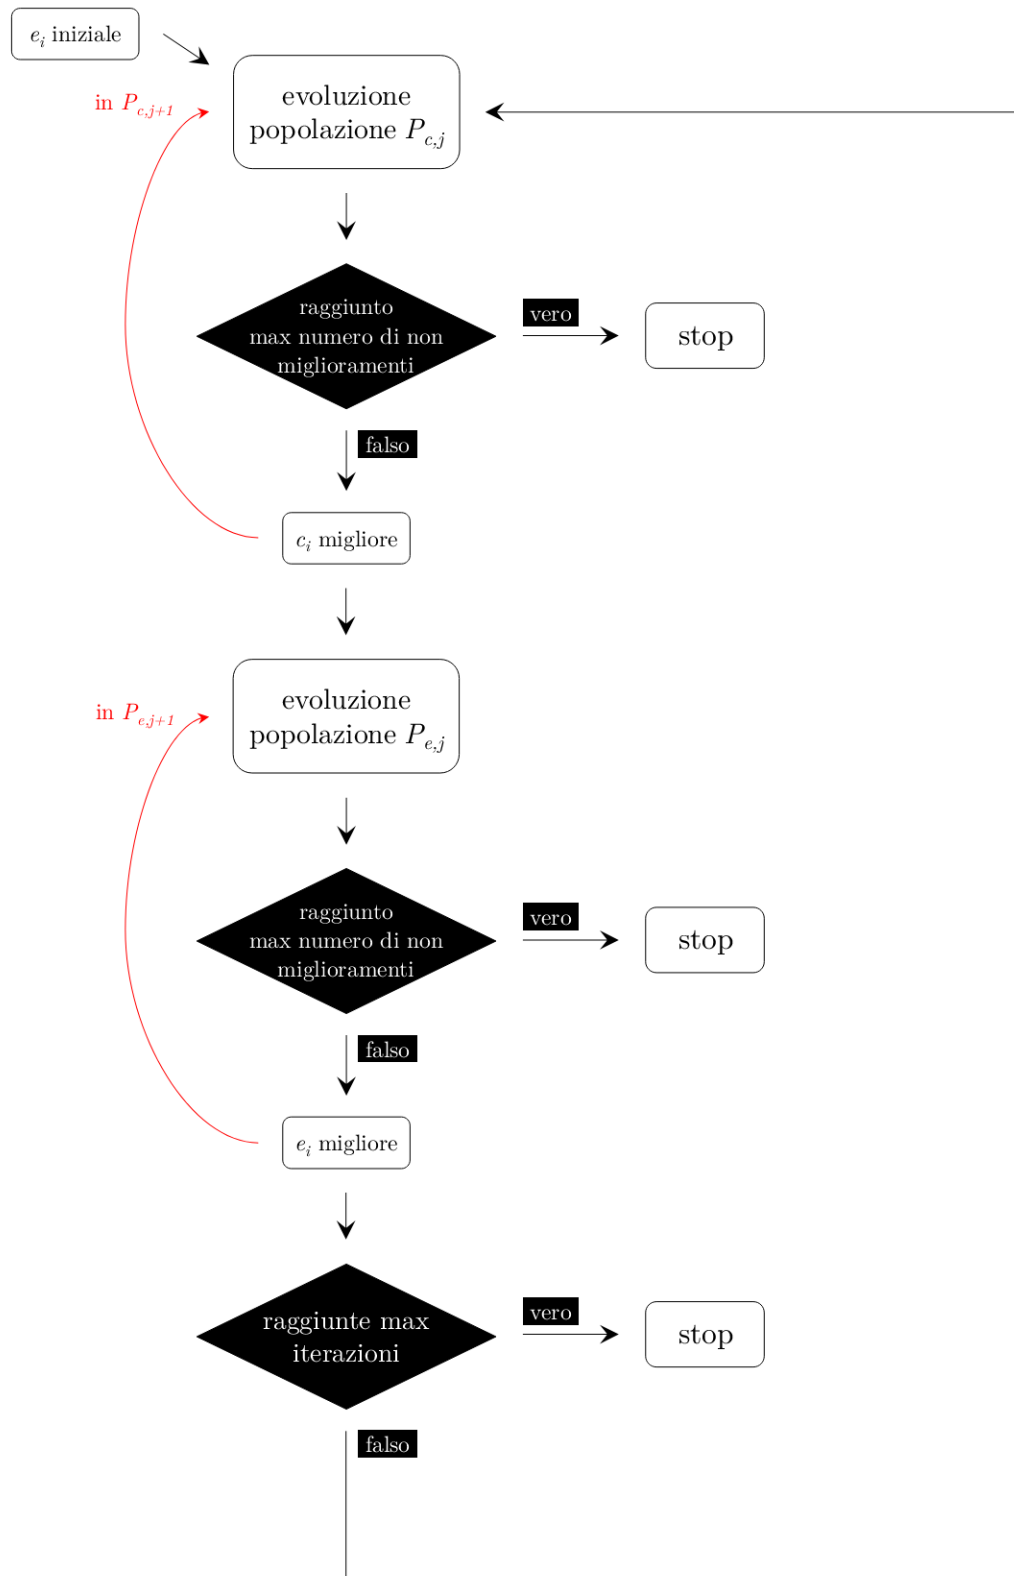 e_i iniziale
in P_{c,j+1}
evoluzione
popolazione P_{c,j}
raggiunto
max numero di non
miglioramenti
vero
stop
falso
c_i migliore
in P_{e,j+1}
evoluzione
popolazione P_{e,j}
raggiunto
max numero di non
miglioramenti
vero
stop
falso
e_i migliore
raggiunte max
iterazioni
vero
stop
falso